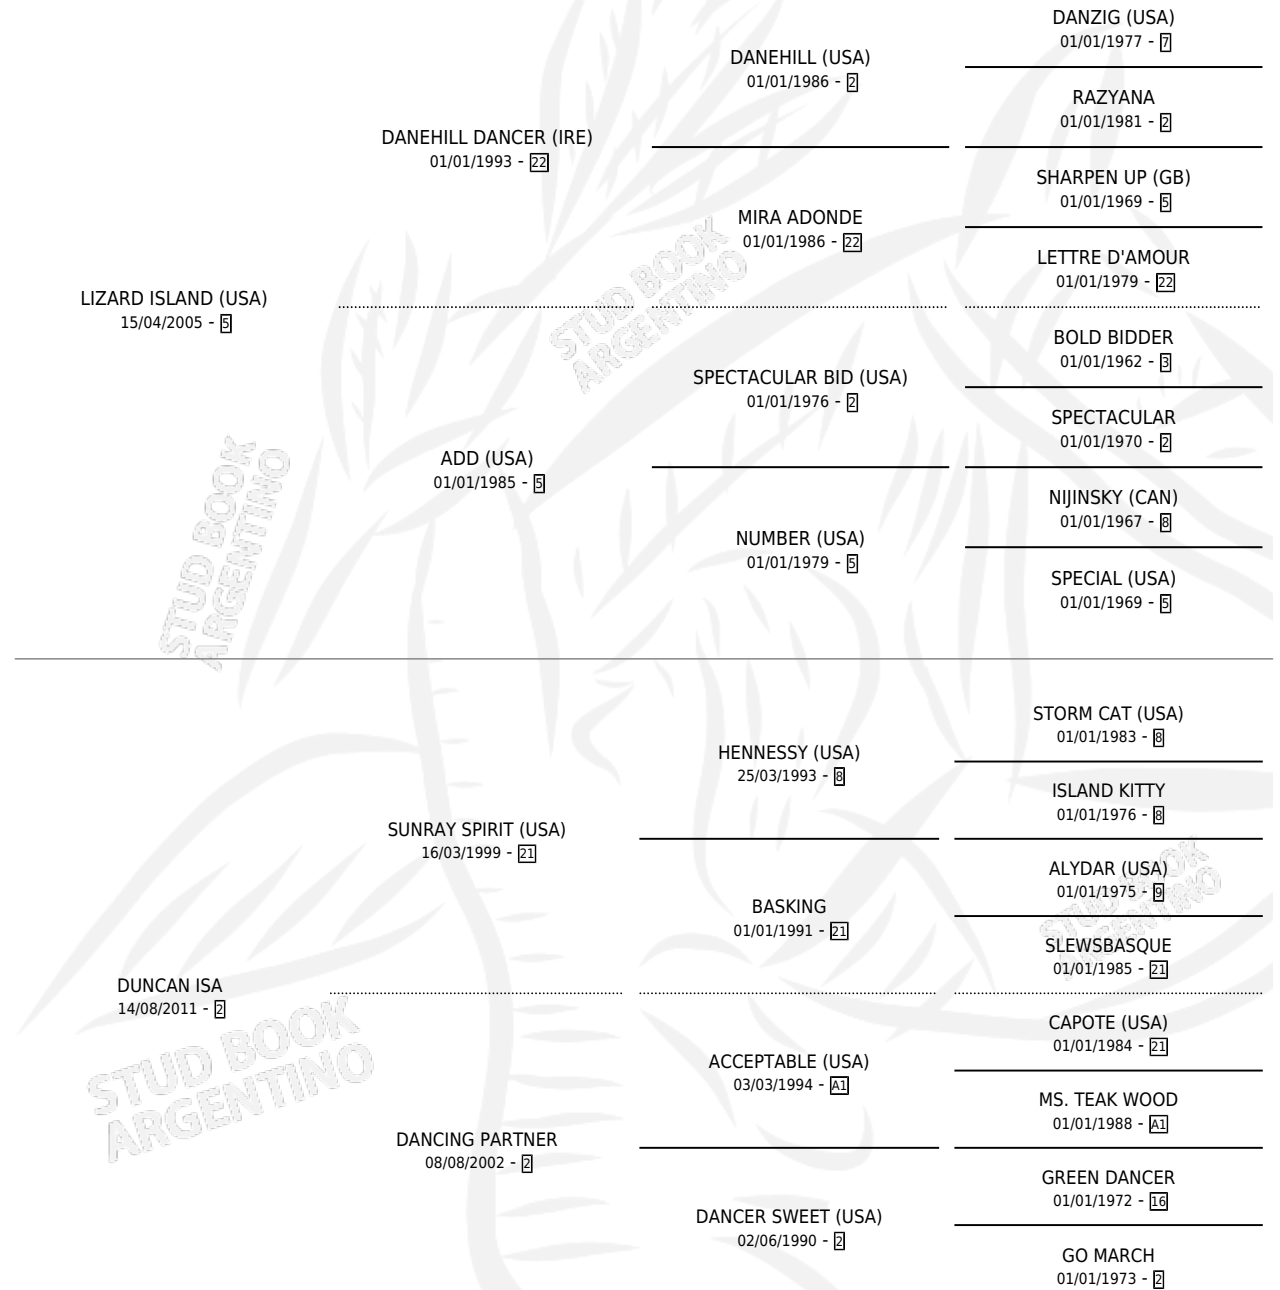 DANZIG (USA)
01/01/1977 - 7
DANEHILL (USA)
01/01/1986 - 2
RAZYANA
01/01/1981 - 2
DANEHILL DANCER (IRE)
01/01/1993 - 22
SHARPEN UP (GB)
01/01/1969 - 5
MIRA ADONDE
01/01/1986 - 22
LETTRE D'AMOUR
01/01/1979 - 22
LIZARD ISLAND (USA)
15/04/2005 - 5
BOLD BIDDER
01/01/1962 - 3
SPECTACULAR BID (USA)
01/01/1976 - 2
SPECTACULAR
01/01/1970 - 2
ADD (USA)
01/01/1985 - 5
NIJINSKY (CAN)
01/01/1967 - 8
NUMBER (USA)
01/01/1979 - 5
SPECIAL (USA)
01/01/1969 - 5
STORM CAT (USA)
01/01/1983 - 8
HENNESSY (USA)
25/03/1993 - 8
ISLAND KITTY
01/01/1976 - 8
SUNRAY SPIRIT (USA)
16/03/1999 - 21
ALYDAR (USA)
01/01/1975 - 9
BASKING
01/01/1991 - 21
SLEWSBASQUE
01/01/1985 - 21
DUNCAN ISA
14/08/2011 - 2
CAPOTE (USA)
01/01/1984 - 21
ACCEPTABLE (USA)
03/03/1994 - A1
MS. TEAK WOOD
01/01/1988 - A1
DANCING PARTNER
08/08/2002 - 2
GREEN DANCER
01/01/1972 - 16
DANCER SWEET (USA)
02/06/1990 - 2
GO MARCH
01/01/1973 - 2
STUD BOOK
ARGENTINO
STUD BOOK
ARGENTINO
STUD BOOK
ARGENTINO
STUD BOOK
ARGENTINO